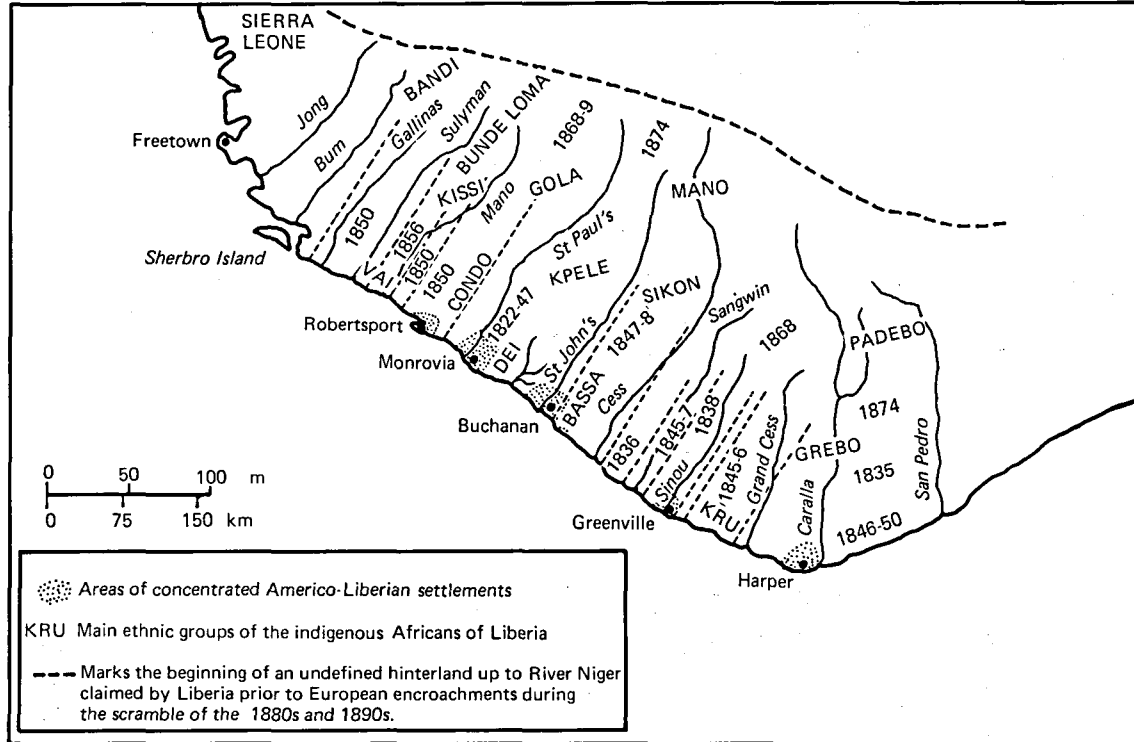 SIERRA
LEONE
Freetown
Jong
Bum
BANDI
Gallinas
Sulyman
BUNDE LOMA
1868-9
1874
KISSI
Mano
GOLA
MANO
Sherbro Island
1850
1856
VAI
1850
1850
CONDO
St Paul's
KPELE
Robertsport
1822-47
Monrovia
DEI
St John's
SIKON
1847-8
Sangwin
1868
PADEBO
Buchanan
BASSA
Cess
1836
1845-7
1838
Sinou
1845-6
Grand Cess
KRU
GREBO
1874
1835
San Pedro
Caralla
1846-50
Greenville
Harper
0 50 100 m
0 75 150 km
Areas of concentrated Americo-Liberian settlements
KRU Main ethnic groups of the indigenous Africans of Liberia
Marks the beginning of an undefined hinterland up to River Niger
claimed by Liberia prior to European encroachments during
the scramble of the 1880s and 1890s.